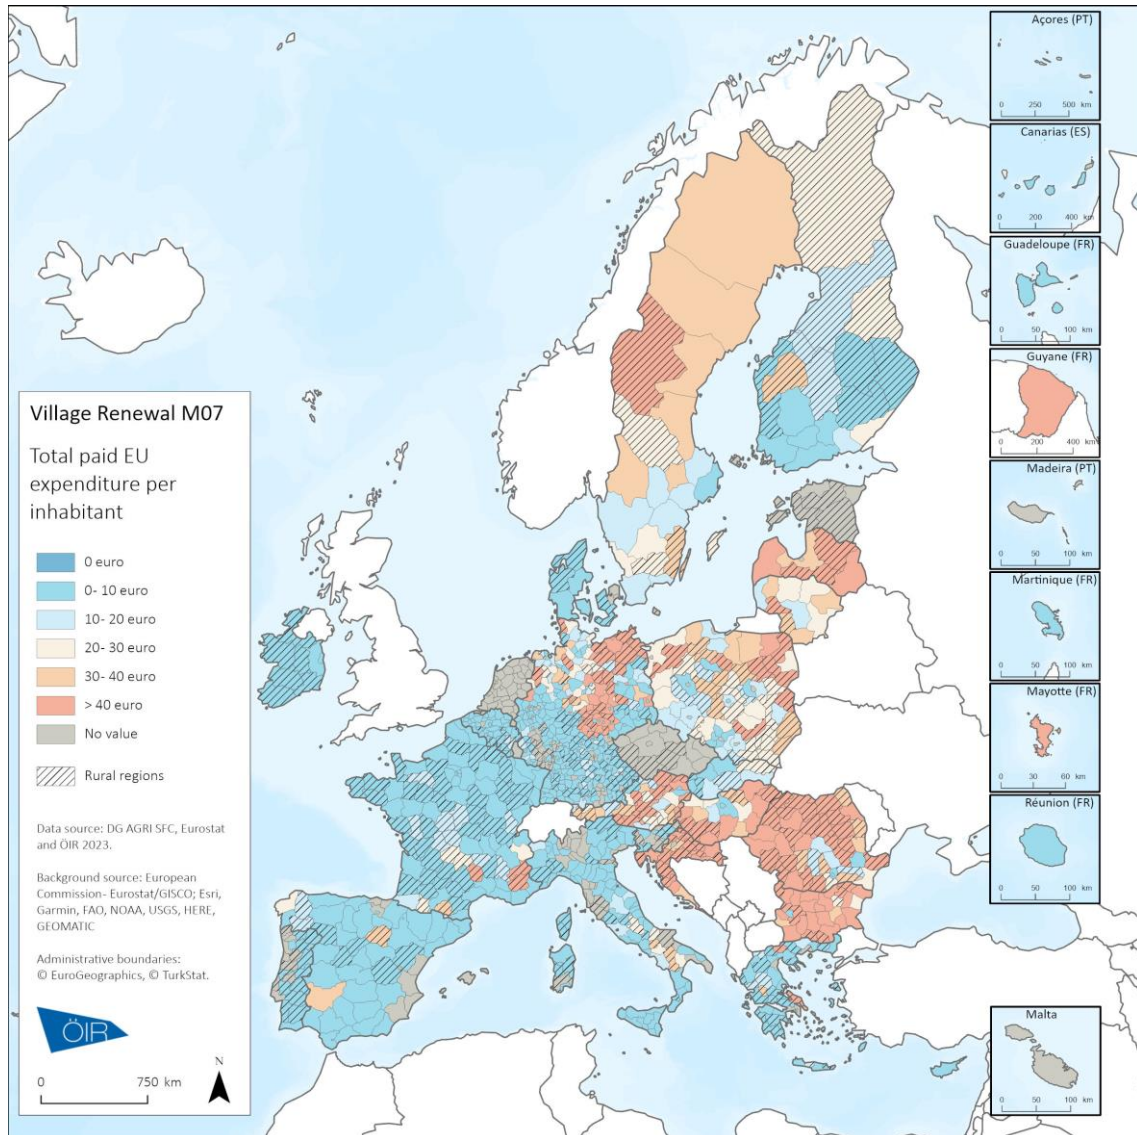 Village Renewal M07
Total paid EU
expenditure per
inhabitant
0 euro
0- 10 euro
10- 20 euro
20- 30 euro
30- 40 euro
> 40 euro
No value
Rural regions
Data source: DG AGRI SFC, Eurostat
and ÖIR 2023.
Background source: European
Commission- Eurostat/GISCO; Esri,
Garmin, FAO, NOAA, USGS, HERE,
GEOMATIC
Administrative boundaries:
© EuroGeographics, © TurkStat.
ÖIR
N
0 750 km
Açores (PT)
0 250 500 km
Canarias (ES)
0 200 400 km
Guadeloupe (FR)
0 50 100 km
Guyane (FR)
0 200 400 km
Madeira (PT)
0 50 100 km
Martinique (FR)
0 50 100 km
Mayotte (FR)
0 30 60 km
Réunion (FR)
0 50 100 km
Malta
0 50 100 km